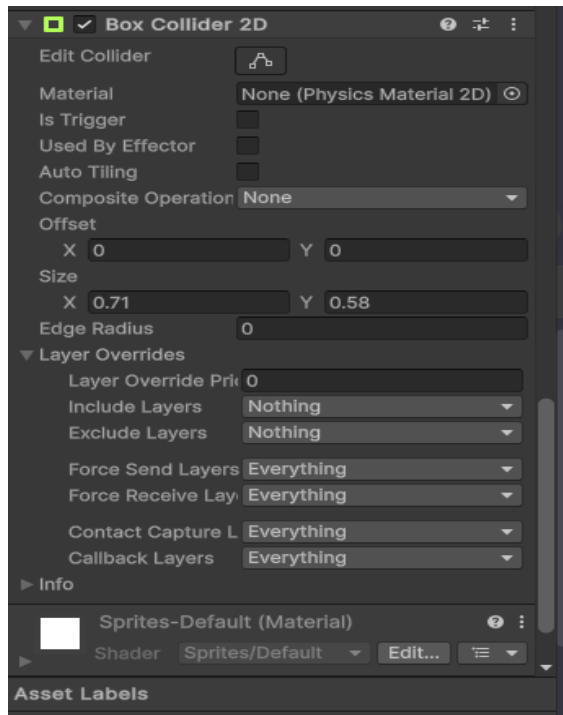 Box Collider 2D
Edit Collider
Material None (Physics Material 2D)
Is Trigger
Used By Effector
Auto Tiling
Composite Operation None
Offset
X 0 Y 0
Size
X 0.71 Y 0.58
Edge Radius 0
Layer Overrides
Layer Override Pri 0
Include Layers Nothing
Exclude Layers Nothing
Force Send Layers Everything
Force Receive Lay Everything
Contact Capture L Everything
Callback Layers Everything
Info
Sprites-Default (Material)
Shader Sprites/Default Edit...
Asset Labels